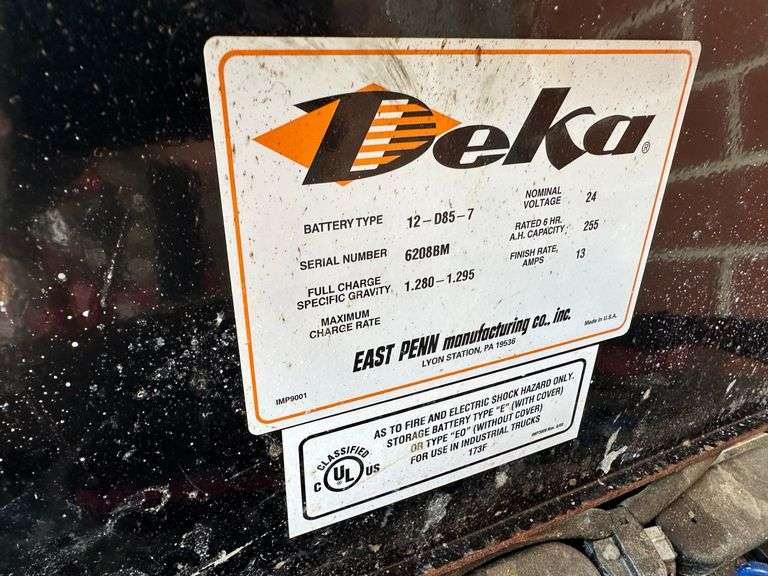 Deka®
BATTERY TYPE 12-D85-7
NOMINAL VOLTAGE 24
SERIAL NUMBER 6208BM
RATED 6 HR. A.H. CAPACITY 255
FULL CHARGE SPECIFIC GRAVITY 1.280-1.295
FINISH RATE, AMPS 13
MAXIMUM CHARGE RATE
EAST PENN manufacturing co., inc.
LYON STATION, PA 19536
Made in U.S.A.
IMP9001
AS TO FIRE AND ELECTRIC SHOCK HAZARD ONLY.
STORAGE BATTERY TYPE "E" (WITH COVER)
OR TYPE "EO" (WITHOUT COVER)
FOR USE IN INDUSTRIAL TRUCKS
173F
CLASSIFIED
C UL US